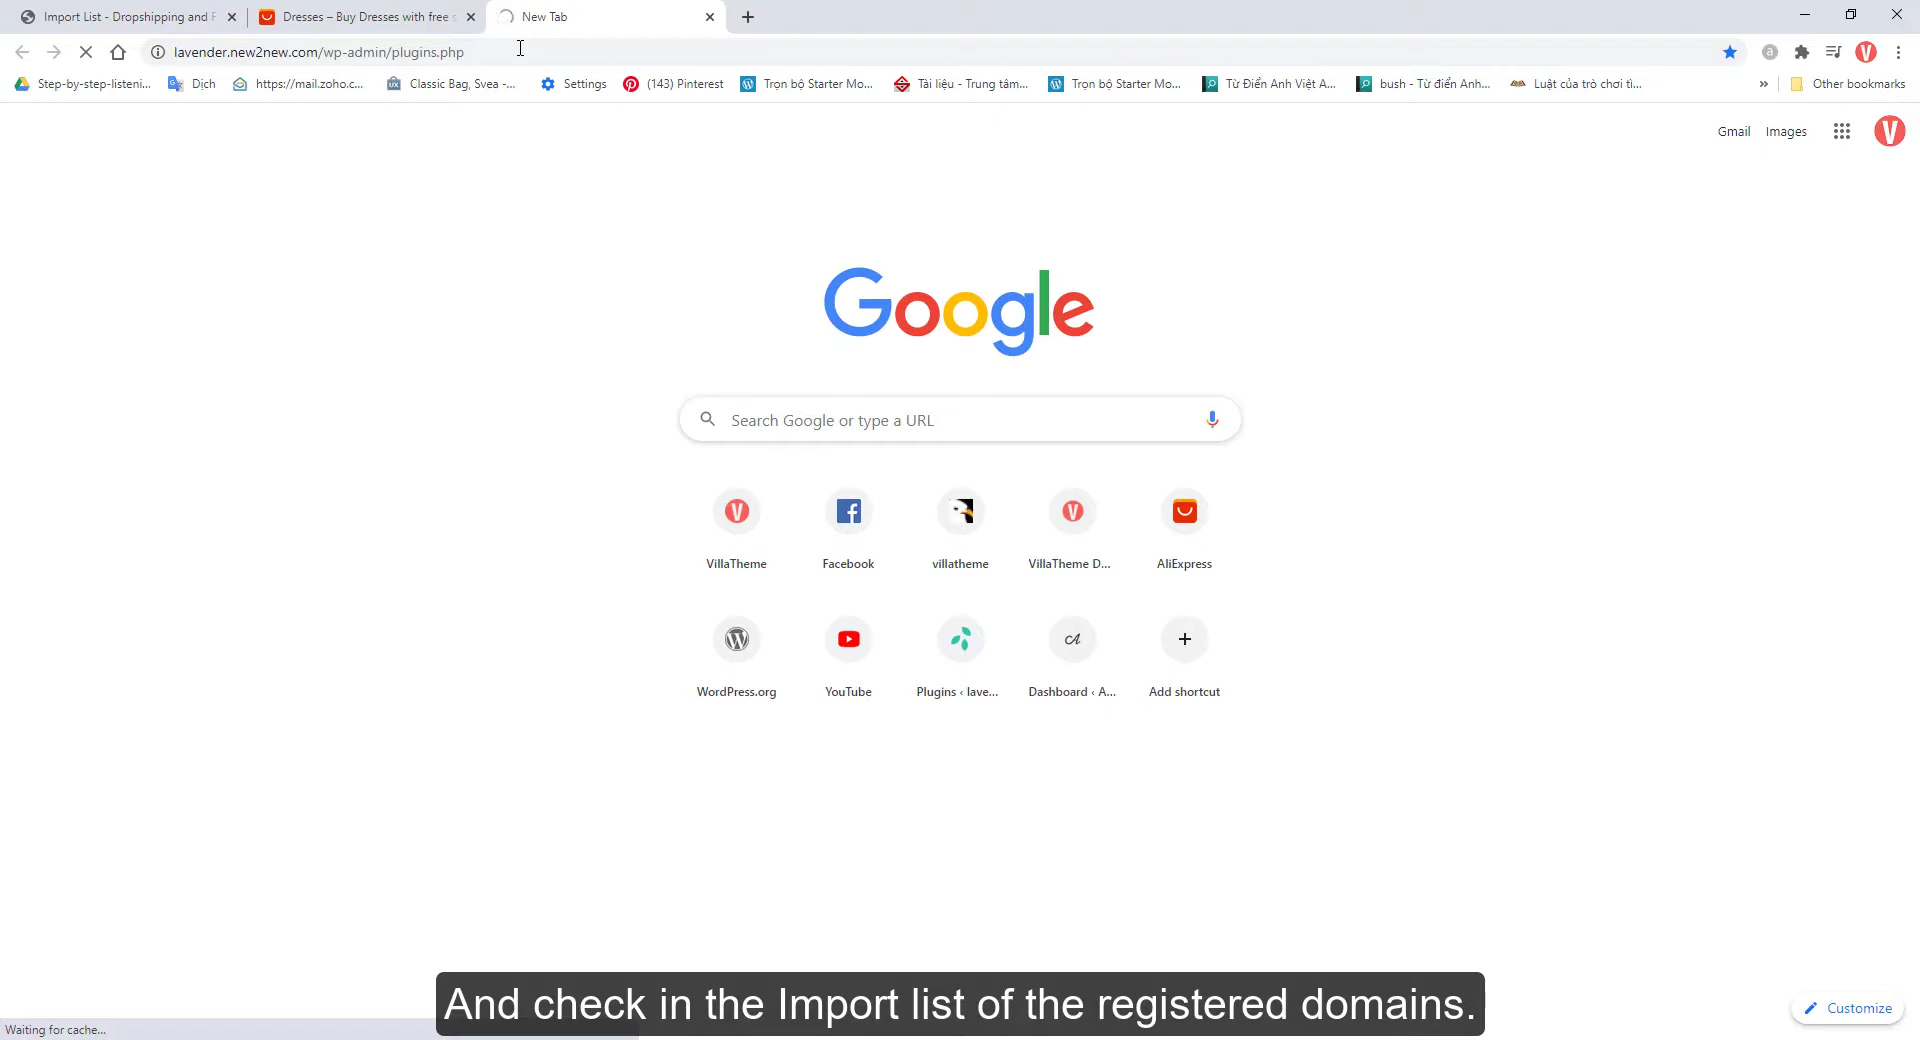 Import List - Dropshipping and F
Dresses – Buy Dresses with free s
New Tab
lavender.new2new.com/wp-admin/plugins.php
Step-by-step-listeni...
Dịch
https://mail.zoho.c...
Classic Bag, Svea -...
Settings
(143) Pinterest
Trọn bộ Starter Mo...
Tài liệu - Trung tâm...
Trọn bộ Starter Mo...
Từ Điển Anh Việt A...
bush - Từ điển Anh...
Luật của trò chơi tì...
»
Other bookmarks
Gmail
Images
Google
Search Google or type a URL
VillaTheme
Facebook
villatheme
VillaTheme D...
AliExpress
WordPress.org
YouTube
Plugins ‹ lave...
Dashboard ‹ A...
Add shortcut
And check in the Import list of the registered domains.
Customize
Waiting for cache...